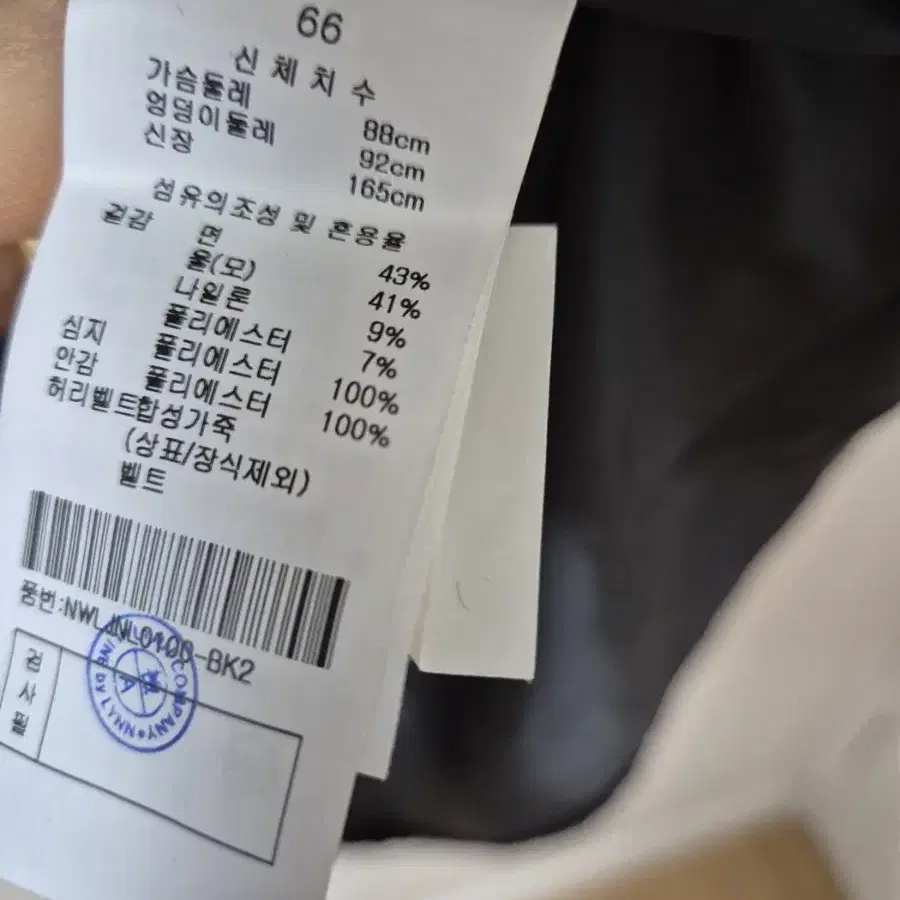 66
신 체 치 수
가슴둘레 88cm
엉덩이둘레 92cm
신장 165cm
섬유의조성 및 혼용율
겉감 면 43%
울(모) 41%
나일론 9%
폴리에스터 7%
심지 폴리에스터 100%
안감 폴리에스터 100%
허리벨트합성가죽
(상표/장식제외)
벨트
품번:NWL
-BK2
검사필
COMPANY
BY LYNN